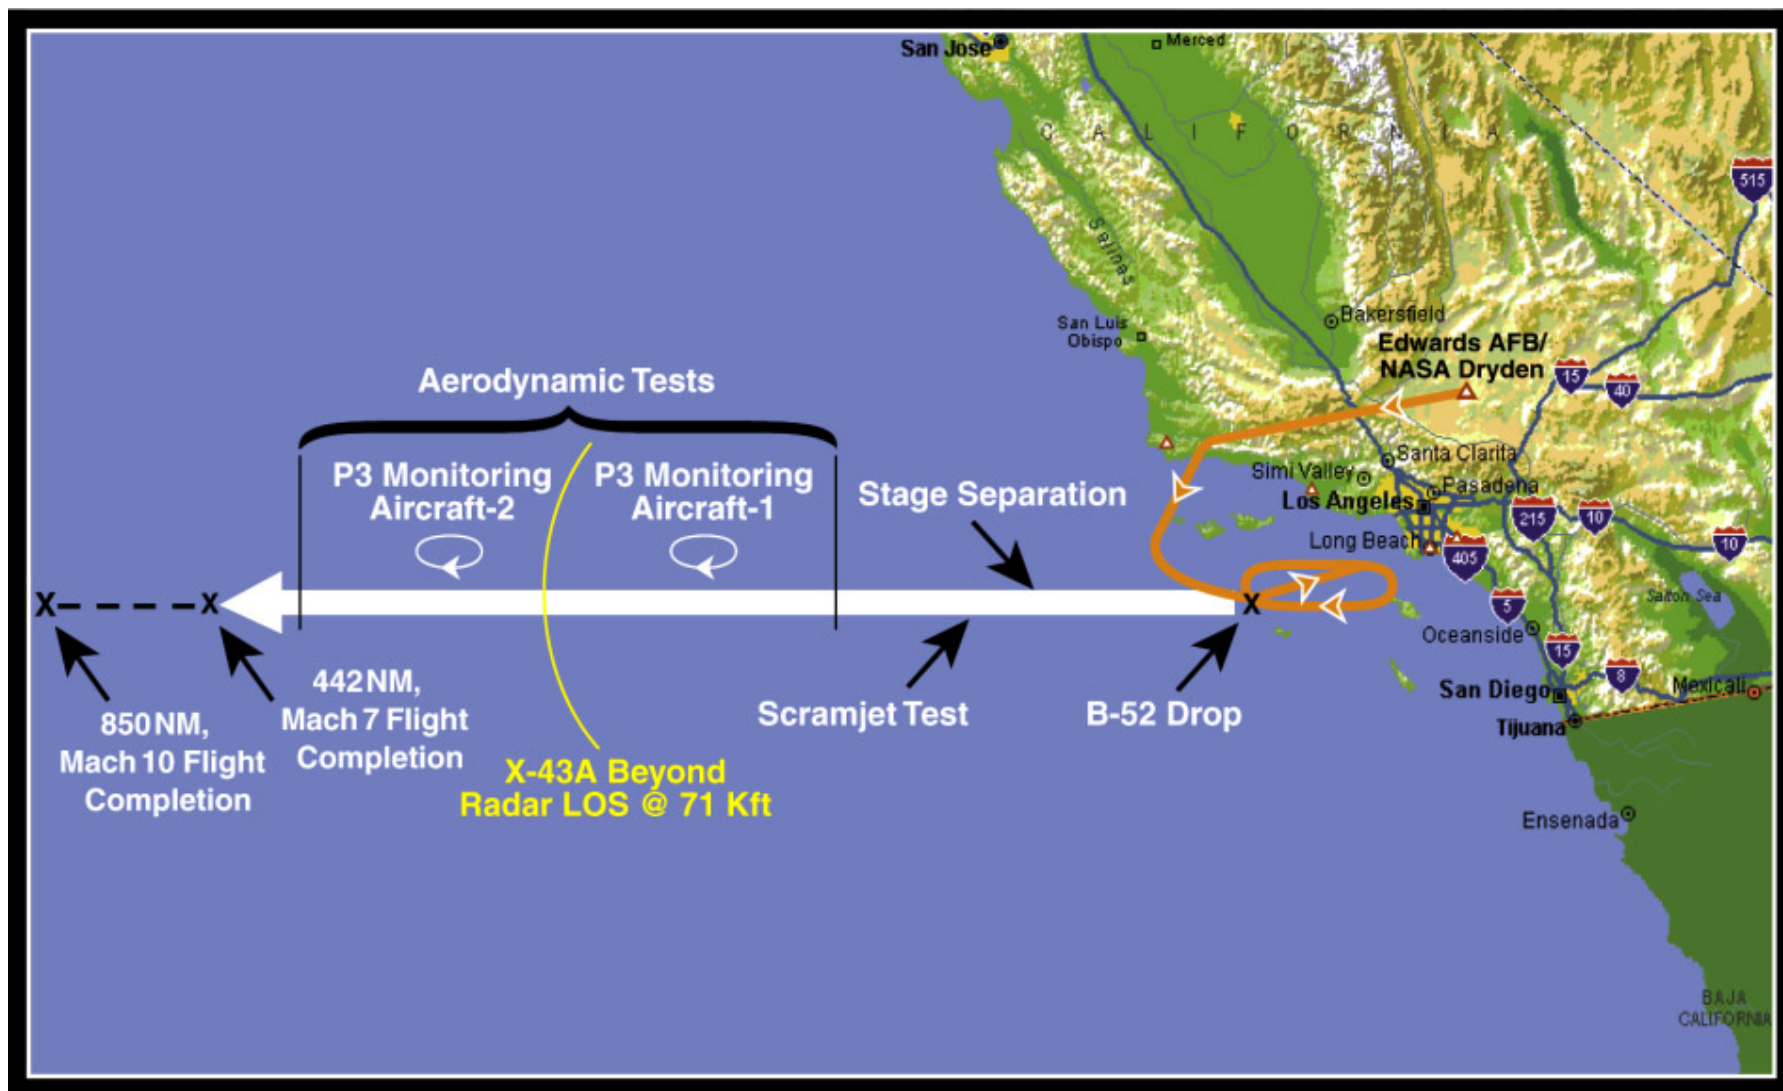 San Jose
Merced
C A L I F O R N I A
515
Salinas
San Luis
Obispo
Bakersfield
Edwards AFB/
NASA Dryden
15
40
Aerodynamic Tests
P3 Monitoring
Aircraft-2
P3 Monitoring
Aircraft-1
Stage Separation
Santa Clarita
Simi Valley
Pasadena
Los Angeles
215
10
Long Beach
405
10
X
X
X
5
Salton Sea
Oceanside
15
442 NM,
Mach 7 Flight
Completion
850 NM,
Mach 10 Flight
Completion
X-43A Beyond
Radar LOS @ 71 Kft
Scramjet Test
B-52 Drop
San Diego
8
Mexicali
Tijuana
Ensenada
BAJA
CALIFORNIA